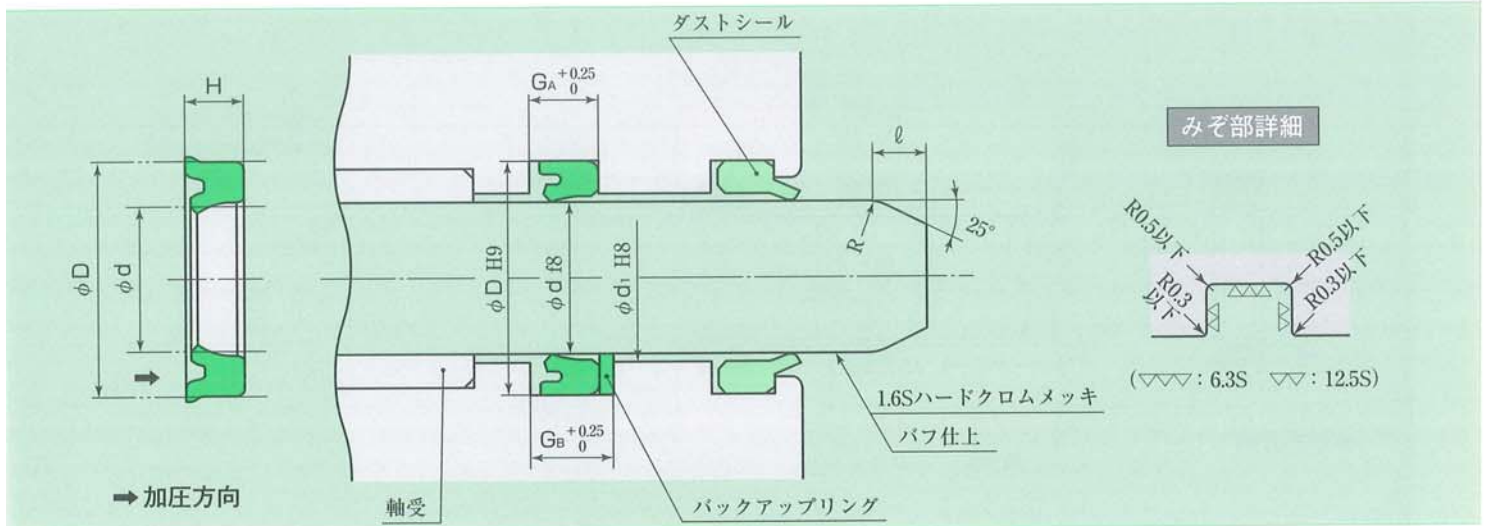 ダストシール
H
GA +0.25 0
ℓ
みぞ部詳細
φD
φd
φD H9
φd f8
φd1 H8
R
25°
R0.5以下
R0.5以下
R0.3以下
R0.3以下
(▽▽▽: 6.3S ▽▽: 12.5S)
1.6Sハードクロムメッキ
バフ仕上
GB +0.25 0
➡ 加圧方向
軸受
バックアップリング